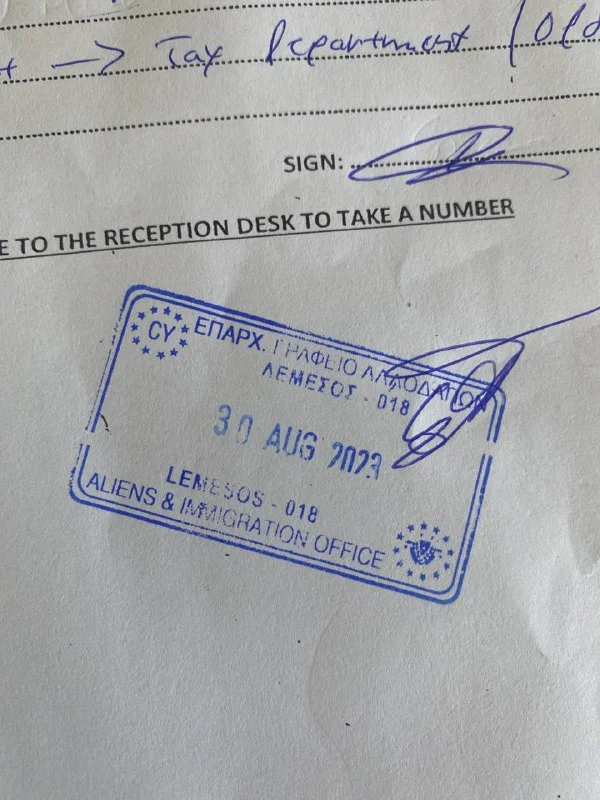 t → Tax Department (Old
SIGN:
E TO THE RECEPTION DESK TO TAKE A NUMBER
CY
ΕΠΑΡΧ. ΓΡΑΦΕΙΟ ΑΛΛΟΔΑΠΩΝ
ΛΕΜΕΣΟΣ - 018
30 AUG 2023
LEMESOS - 018
ALIENS & IMMIGRATION OFFICE